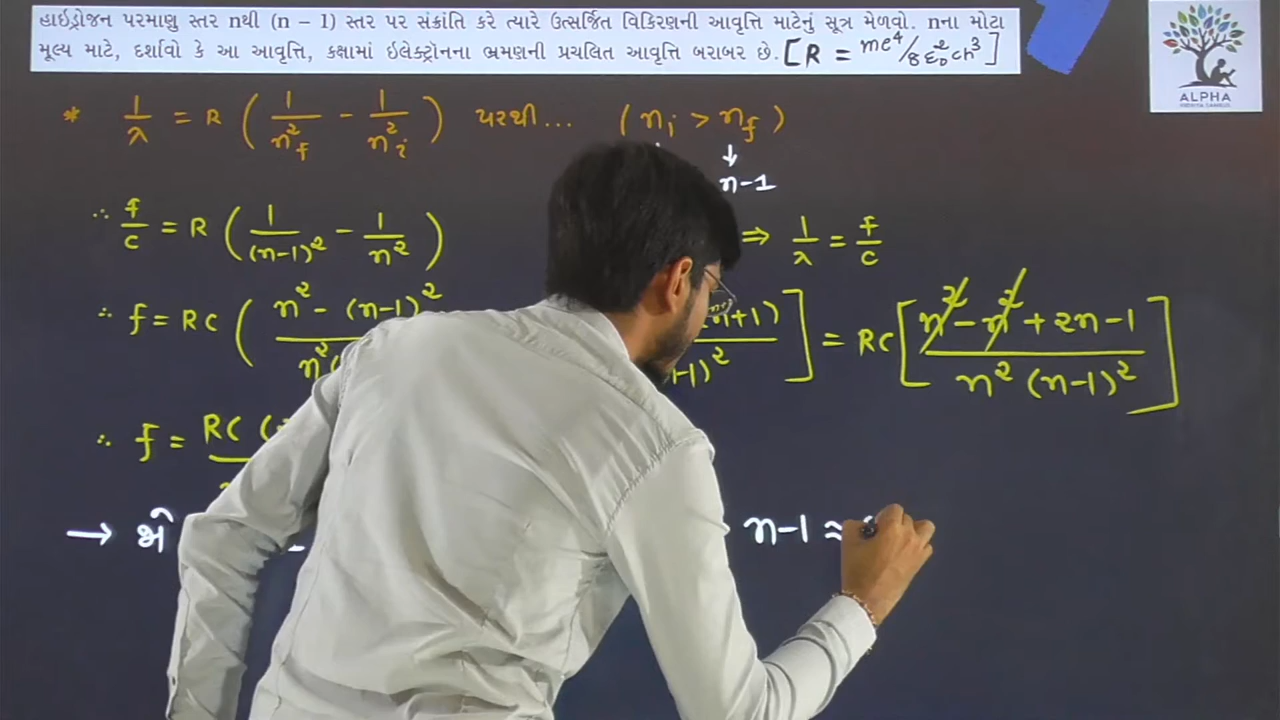 હાઇડ્રોજન પરમાણુ સ્તર nથી (n – 1) સ્તર પર સંક્રાંતિ કરે ત્યારે ઉત્સર્જિત વિકિરણની આવૃત્તિ માટેનું સૂત્ર મેળવો. nના મોટા
મૂલ્ય માટે, દર્શાવો કે આ આવૃત્તિ, કક્ષામાં ઇલેક્ટ્રોનના ભ્રમણની પ્રચલિત આવૃત્તિ બરાબર છે. [R = me⁴/8ε₀²ch³]
ALPHA
* 1/λ = R (1/n_f² − 1/n_i²) પરથી... (n_i > n_f)
↓
n-1
∴ f/c = R (1/(n-1)² − 1/n²) ⇒ 1/λ = f/c
∴ f = RC (n² − (n-1)² +1)] = RC [n² − n² + 2n − 1 / n² (n-1)²]
∴ f = RC (
→ n-1 ≈